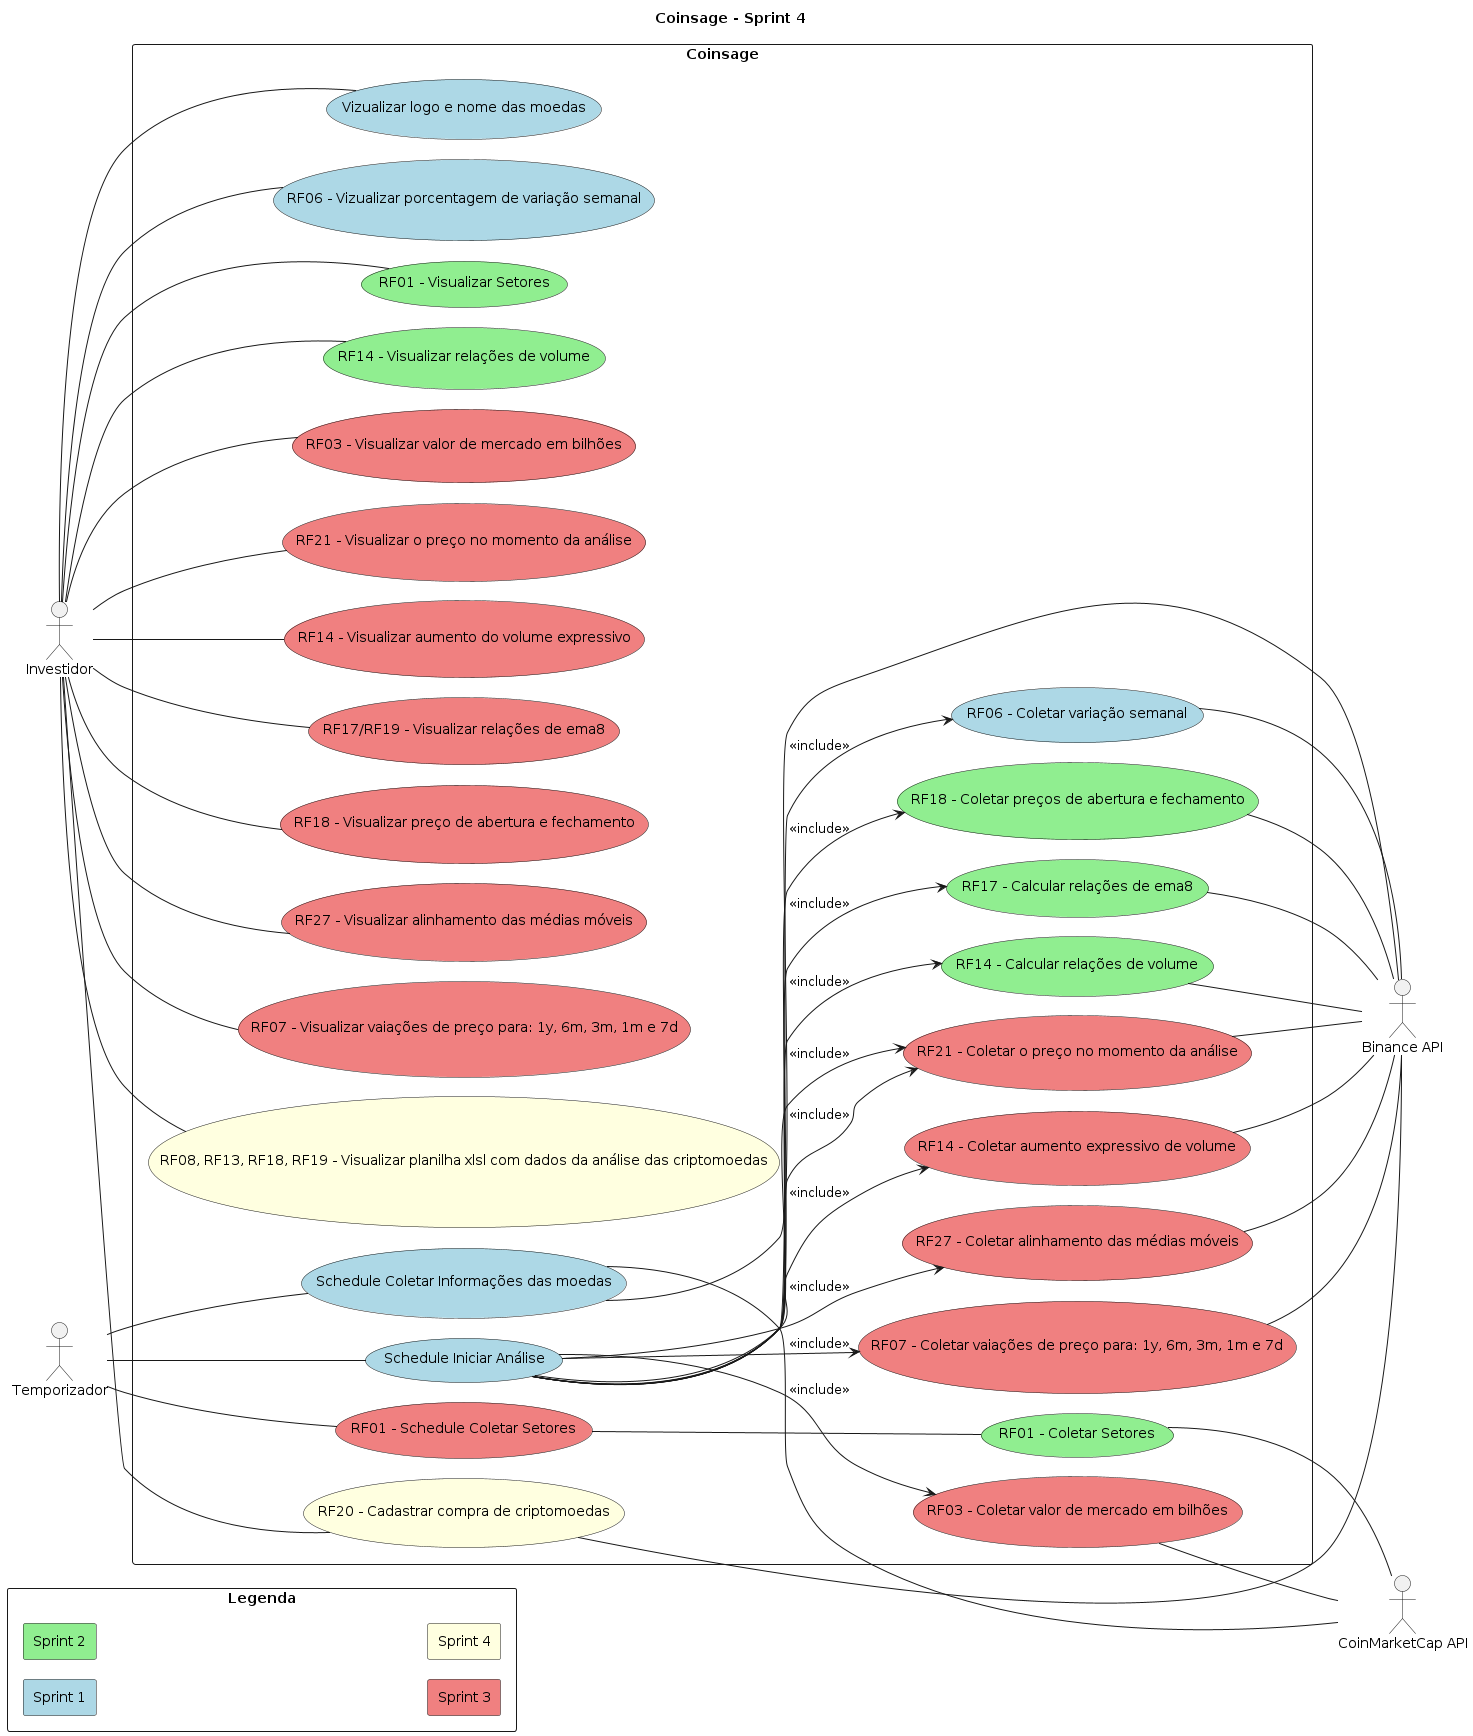 Coinsage - Sprint 4
Coinsage
Vizualizar logo e nome das moedas
RF06 - Vizualizar porcentagem de variação semanal
RF01 - Visualizar Setores
RF14 - Visualizar relações de volume
RF03 - Visualizar valor de mercado em bilhões
RF21 - Visualizar o preço no momento da análise
RF14 - Visualizar aumento do volume expressivo
Investidor
RF17/RF19 - Visualizar relações de ema8
RF18 - Visualizar preço de abertura e fechamento
RF27 - Visualizar alinhamento das médias móveis
RF07 - Visualizar vaiações de preço para: 1y, 6m, 3m, 1m e 7d
RF08, RF13, RF18, RF19 - Visualizar planilha xlsl com dados da análise das criptomoedas
Schedule Coletar Informações das moedas
Schedule Iniciar Análise
Temporizador
RF01 - Schedule Coletar Setores
RF20 - Cadastrar compra de criptomoedas
«include»
«include»
«include»
«include»
«include»
«include»
«include»
«include»
«include»
«include»
RF06 - Coletar variação semanal
RF18 - Coletar preços de abertura e fechamento
RF17 - Calcular relações de ema8
RF14 - Calcular relações de volume
RF21 - Coletar o preço no momento da análise
RF14 - Coletar aumento expressivo de volume
RF27 - Coletar alinhamento das médias móveis
RF07 - Coletar vaiações de preço para: 1y, 6m, 3m, 1m e 7d
RF01 - Coletar Setores
RF03 - Coletar valor de mercado em bilhões
Binance API
CoinMarketCap API
Legenda
Sprint 2
Sprint 4
Sprint 1
Sprint 3